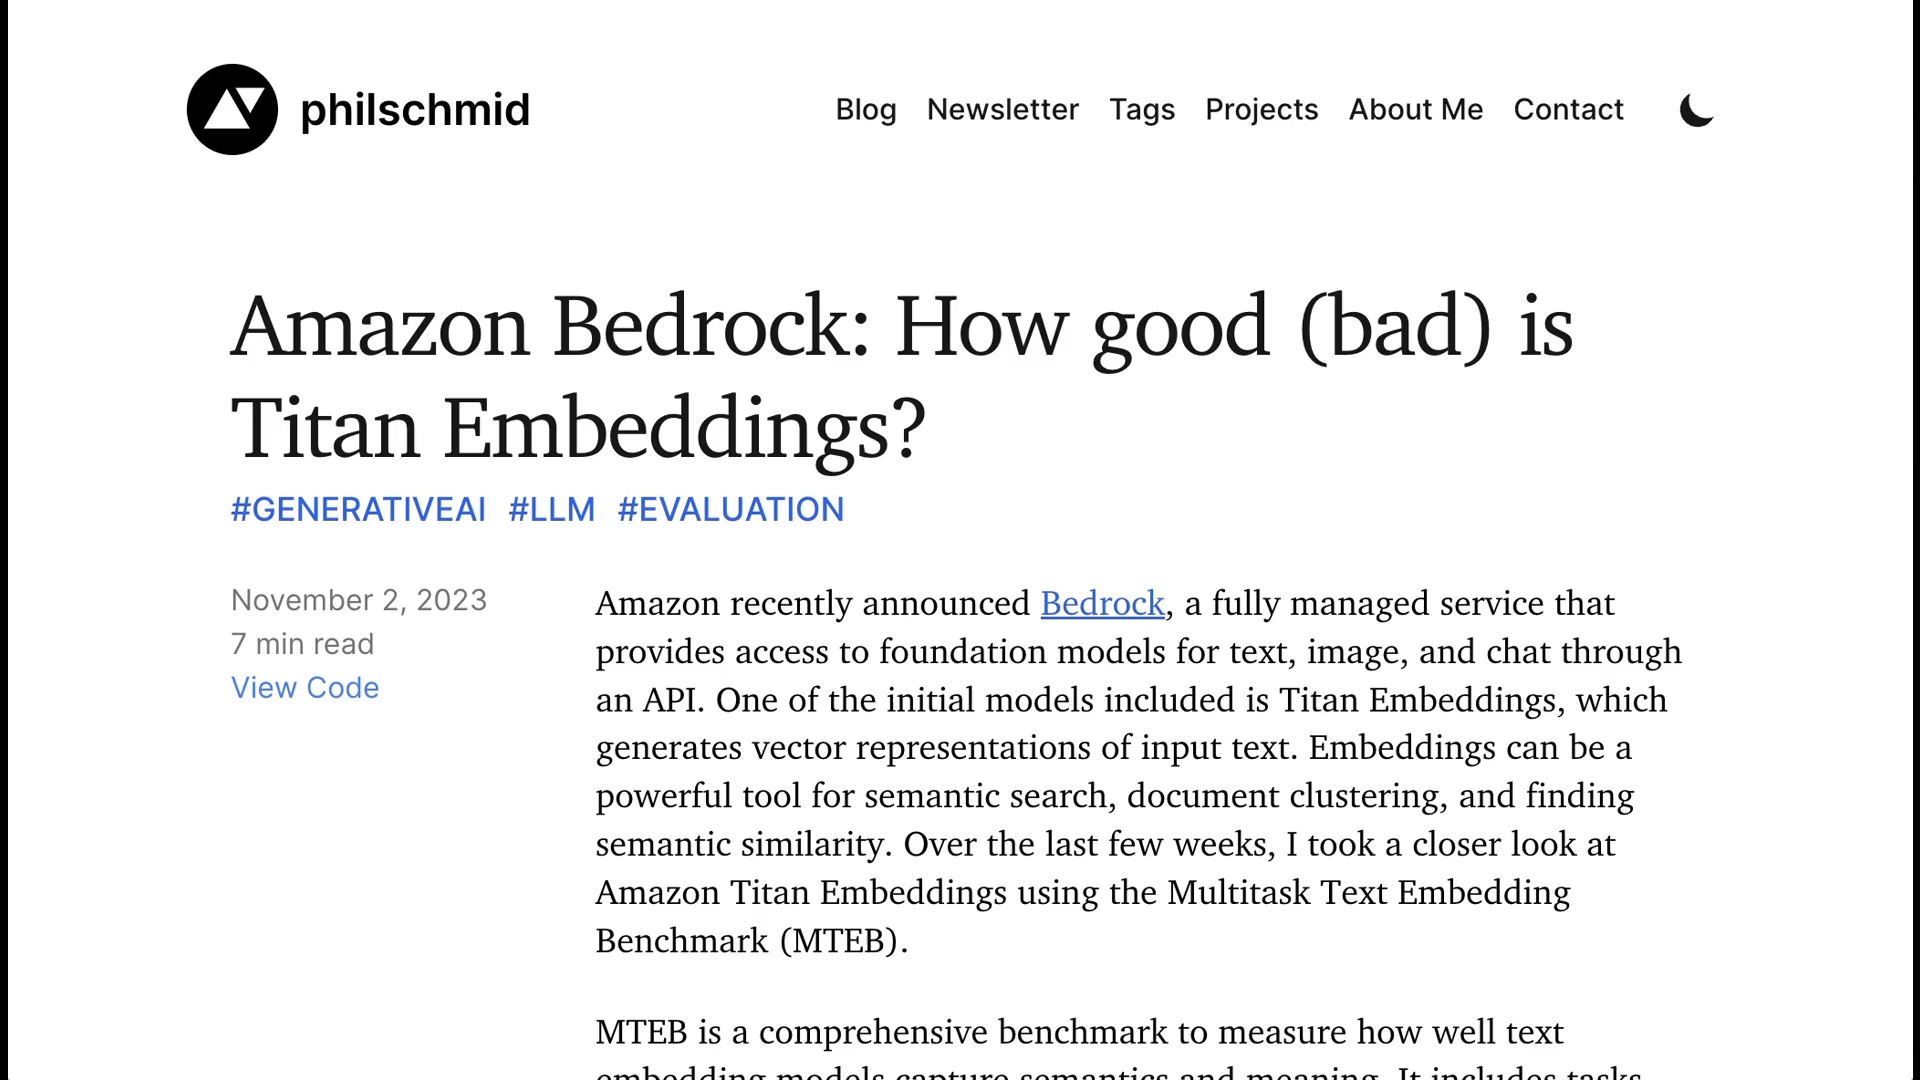 philschmid
Blog Newsletter Tags Projects About Me Contact
Amazon Bedrock: How good (bad) is
Titan Embeddings?
#GENERATIVEAI #LLM #EVALUATION
November 2, 2023
7 min read
View Code
Amazon recently announced Bedrock, a fully managed service that
provides access to foundation models for text, image, and chat through
an API. One of the initial models included is Titan Embeddings, which
generates vector representations of input text. Embeddings can be a
powerful tool for semantic search, document clustering, and finding
semantic similarity. Over the last few weeks, I took a closer look at
Amazon Titan Embeddings using the Multitask Text Embedding
Benchmark (MTEB).
MTEB is a comprehensive benchmark to measure how well text
embedding models capture semantics and meaning. It includes tasks